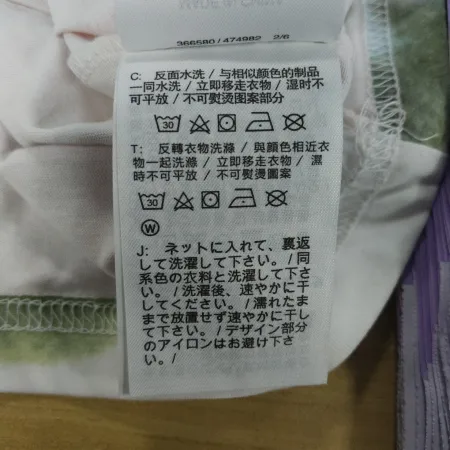 MADE IN CHINA
366580 / 474982 2/6
C: 反面水洗 / 与相似颜色的制品
一同水洗 / 立即移走衣物 / 湿时不
可平放 / 不可熨烫图案部分
30
T: 反轉衣物洗滌 / 與顏色相近衣
物一起洗滌 / 立即移走衣物 / 濕
時不可平放 / 不可熨圖案
30
W
J: ネットに入れて、裏返
して洗濯して下さい。/ 同
系色の衣料と洗濯して下さ
い。/ 洗濯後、速やかに干
してください。/ 濡れたま
まで放置せず速やかに干し
て下さい。/ デザイン部分
のアイロンはお避け下さ
い。/